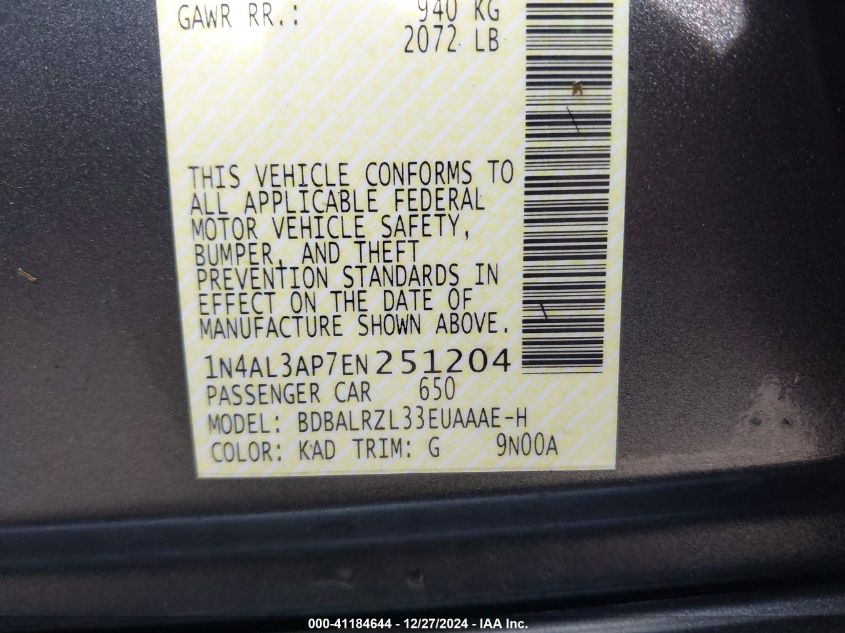 GAWR RR.: 940 KG
2072 LB
THIS VEHICLE CONFORMS TO
ALL APPLICABLE FEDERAL
MOTOR VEHICLE SAFETY,
BUMPER, AND THEFT
PREVENTION STANDARDS IN
EFFECT ON THE DATE OF
MANUFACTURE SHOWN ABOVE.
1N4AL3AP7EN251204
PASSENGER CAR 650
MODEL: BDBALRZL33EUAAAE-H
COLOR: KAD TRIM: G 9N00A
000-41184644 - 12/27/2024 - IAA Inc.